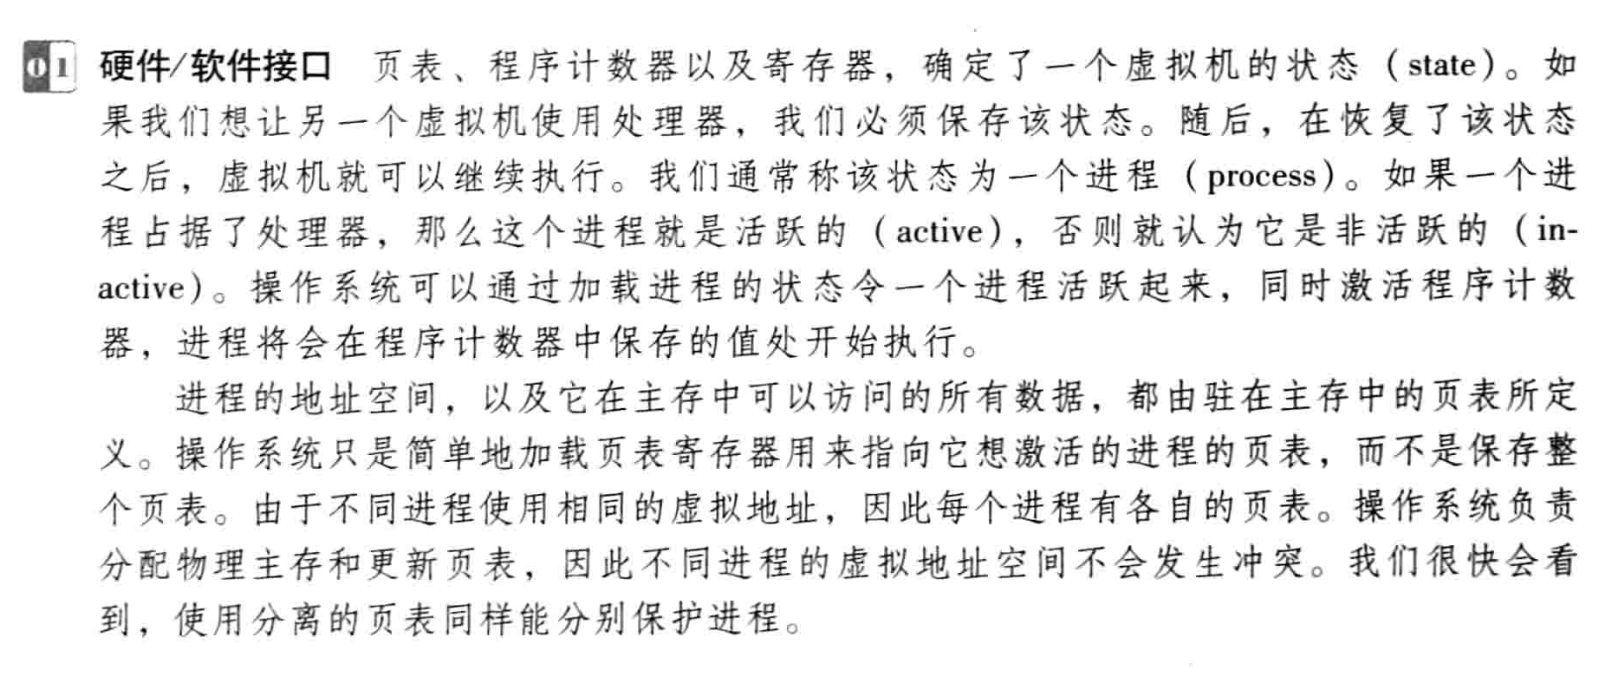 01 硬件/软件接口 页表、程序计数器以及寄存器，确定了一个虚拟机的状态（state）。如
果我们想让另一个虚拟机使用处理器，我们必须保存该状态。随后，在恢复了该状态
之后，虚拟机就可以继续执行。我们通常称该状态为一个进程（process）。如果一个进
程占据了处理器，那么这个进程就是活跃的（active），否则就认为它是非活跃的（in-
active）。操作系统可以通过加载进程的状态令一个进程活跃起来，同时激活程序计数
器，进程将会在程序计数器中保存的值处开始执行。
进程的地址空间，以及它在主存中可以访问的所有数据，都由驻在主存中的页表所定
义。操作系统只是简单地加载页表寄存器用来指向它想激活的进程的页表，而不是保存整
个页表。由于不同进程使用相同的虚拟地址，因此每个进程有各自的页表。操作系统负责
分配物理主存和更新页表，因此不同进程的虚拟地址空间不会发生冲突。我们很快会看
到，使用分离的页表同样能分别保护进程。